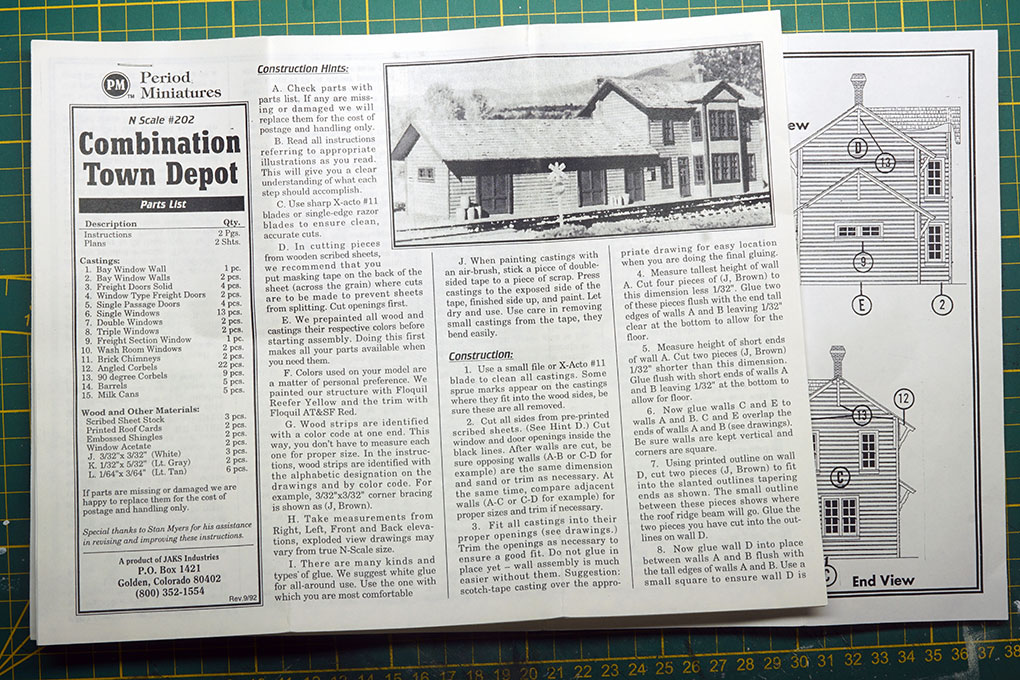 PM
TM
Period
Miniatures
N Scale #202
Combination
Town Depot
Parts List
Description Qty.
Instructions 2 Pgs.
Plans 2 Shts.
Castings:
1. Bay Window Wall 1 pc.
2. Bay Window Walls 2 pcs.
3. Freight Doors Solid 4 pcs.
4. Window Type Freight Doors 2 pcs.
5. Single Passage Doors 4 pcs.
6. Single Windows 13 pcs.
7. Double Windows 2 pcs.
8. Triple Windows 2 pcs.
9. Freight Section Window 1 pc.
10. Wash Room Windows 2 pcs.
11. Brick Chimneys 2 pcs.
12. Angled Corbels 22 pcs.
13. 90 degree Corbels 9 pcs.
14. Barrels 5 pcs.
15. Milk Cans 5 pcs.
Wood and Other Materials:
Scribed Sheet Stock 3 pcs.
Printed Roof Cards 2 pcs.
Embossed Shingles 2 pcs.
Window Acetate 2 pcs.
J. 3/32"x 3/32" (White) 3 pcs.
K. 1/32"x 5/32" (Lt. Gray) 2 pcs.
L. 1/64"x 3/64" (Lt. Tan) 6 pcs.
If parts are missing or damaged we are
happy to replace them for the cost of
postage and handling only.
Special thanks to Stan Myers for his assistance
in revising and improving these instructions.
A product of JAKS Industries
P.O. Box 1421
Golden, Colorado 80402
(800) 352-1554
Rev.9/92
Construction Hints:
A. Check parts with
parts list. If any are miss-
ing or damaged we will
replace them for the cost of
postage and handling only.
B. Read all instructions
referring to appropriate
illustrations as you read.
This will give you a clear
understanding of what each
step should accomplish.
C. Use sharp X-acto #11
blades or single-edge razor
blades to ensure clean,
accurate cuts.
D. In cutting pieces
from wooden scribed sheets,
we recommend that you
put masking tape on the back of the
sheet (across the grain) where cuts
are to be made to prevent sheets
from splitting. Cut openings first.
E. We prepainted all wood and
castings their respective colors before
starting assembly. Doing this first
makes all your parts available when
you need them.
F. Colors used on your model are
a matter of personal preference. We
painted our structure with Floquil
Reefer Yellow and the trim with
Floquil AT&SF Red.
G. Wood strips are identified
with a color code at one end. This
way, you don't have to measure each
one for proper size. In the instruc-
tions, wood strips are identified with
the alphabetic designation on the
drawings and by color code. For
example, 3/32"x3/32" corner bracing
is shown as (J, Brown).
H. Take measurements from
Right, Left, Front and Back eleva-
tions, exploded view drawings may
vary from true N-Scale size.
I. There are many kinds and
types of glue. We suggest white glue
for all-around use. Use the one with
which you are most comfortable
J. When painting castings with
an air-brush, stick a piece of double-
sided tape to a piece of scrap. Press
castings to the exposed side of the
tape, finished side up, and paint. Let
dry and use. Use care in removing
small castings from the tape, they
bend easily.
Construction:
1. Use a small file or X-Acto #11
blade to clean all castings. Some
sprue marks appear on the castings
where they fit into the wood sides, be
sure these are all removed.
2. Cut all sides from pre-printed
scribed sheets. (See Hint D.) Cut
window and door openings inside the
black lines. After walls are cut, be
sure opposing walls (A-B or C-D for
example) are the same dimension
and sand or trim as necessary. At
the same time, compare adjacent
walls (A-C or C-D for example) for
proper sizes and trim if necessary.
3. Fit all castings into their
proper openings (see drawings.)
Trim the openings as necessary to
ensure a good fit. Do not glue in
place yet – wall assembly is much
easier without them. Suggestion:
scotch-tape casting over the appro-
priate drawing for easy location
when you are doing the final gluing.
4. Measure tallest height of wall
A. Cut four pieces of (J, Brown) to
this dimension less 1/32". Glue two
of these pieces flush with the end tall
edges of walls A and B leaving 1/32"
clear at bottom to allow for the
floor.
5. Measure height of short ends
of wall A. Cut two pieces (J, Brown)
1/32" shorter than this dimension.
Glue flush with short ends of walls A
and B leaving 1/32" at the bottom to
allow for floor.
6. Now glue walls C and E to
walls A and B. C and E overlap the
ends of walls A and B (see drawings).
Be sure walls are kept vertical and
corners are square.
7. Using printed outline on wall
D, cut two pieces (J, Brown) to fit
into the slanted outlines tapering
ends as shown. The small outline
between these pieces shows where
the roof ridge beam will go. Glue the
two pieces you have cut into the out-
lines on wall D.
8. Now glue wall D into place
between walls A and B flush with
the tall edges of walls A and B. Use a
small square to ensure wall D is
ew
D
13
9
E
2
12
13
C
C
End View
10 11 12 13 14 15 16 17 18 19 20 21 22 23 24 25 26 27 28 29 30 31 32 33 34 35 36 37 38